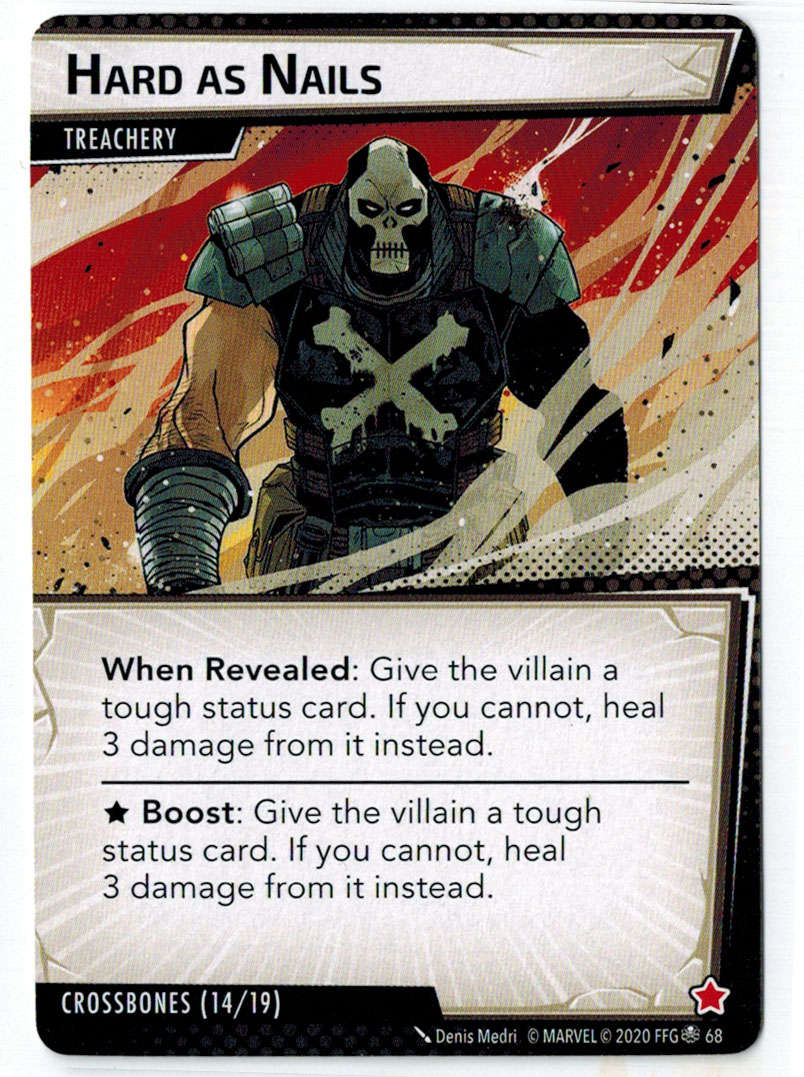 HARD AS NAILS
TREACHERY
When Revealed: Give the villain a
tough status card. If you cannot, heal
3 damage from it instead.
★ Boost: Give the villain a tough
status card. If you cannot, heal
3 damage from it instead.
CROSSBONES (14/19)
Denis Medri © MARVEL © 2020 FFG 68